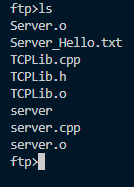 ftp>ls
Server.o
Server_Hello.txt
TCPLib.cpp
TCPLib.h
TCPLib.o
server
server.cpp
server.o
ftp>